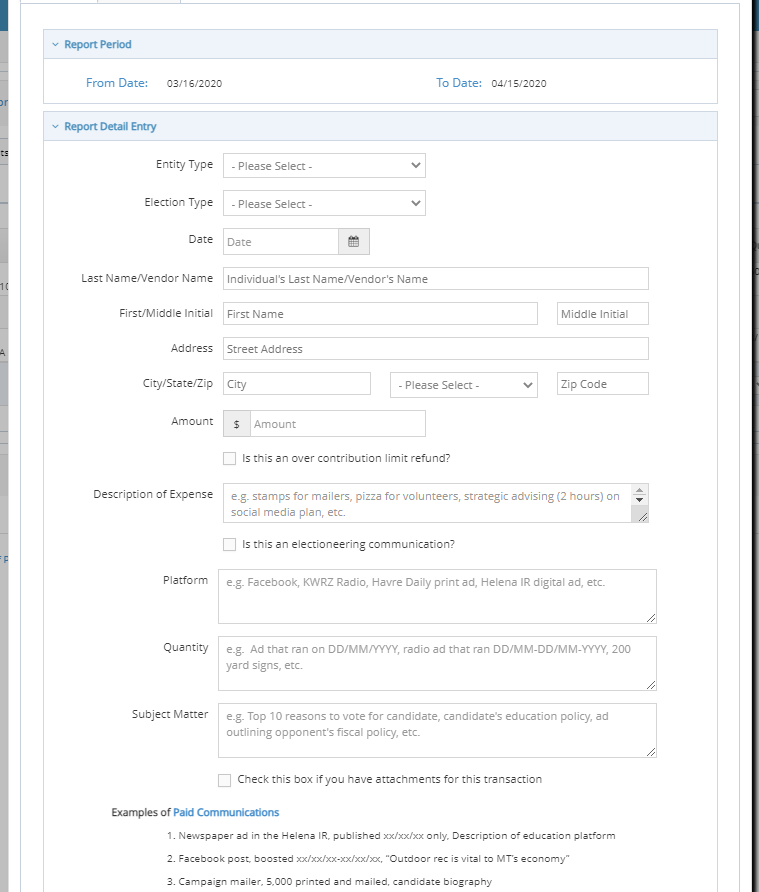 Report Period
From Date: 03/16/2020 To Date: 04/15/2020
Report Detail Entry
Entity Type - Please Select -
Election Type - Please Select -
Date Date
Last Name/Vendor Name Individual's Last Name/Vendor's Name
First/Middle Initial First Name Middle Initial
Address Street Address
City/State/Zip City - Please Select - Zip Code
Amount $ Amount
Is this an over contribution limit refund?
Description of Expense e.g. stamps for mailers, pizza for volunteers, strategic advising (2 hours) on
social media plan, etc.
Is this an electioneering communication?
Platform e.g. Facebook, KWRZ Radio, Havre Daily print ad, Helena IR digital ad, etc.
Quantity e.g. Ad that ran on DD/MM/YYYY, radio ad that ran DD/MM-DD/MM-YYYY, 200
yard signs, etc.
Subject Matter e.g. Top 10 reasons to vote for candidate, candidate's education policy, ad
outlining opponent's fiscal policy, etc.
Check this box if you have attachments for this transaction
Examples of Paid Communications
1. Newspaper ad in the Helena IR, published xx/xx/xx only, Description of education platform
2. Facebook post, boosted xx/xx/xx-xx/xx/xx, "Outdoor rec is vital to MT's economy"
3. Campaign mailer, 5,000 printed and mailed, candidate biography